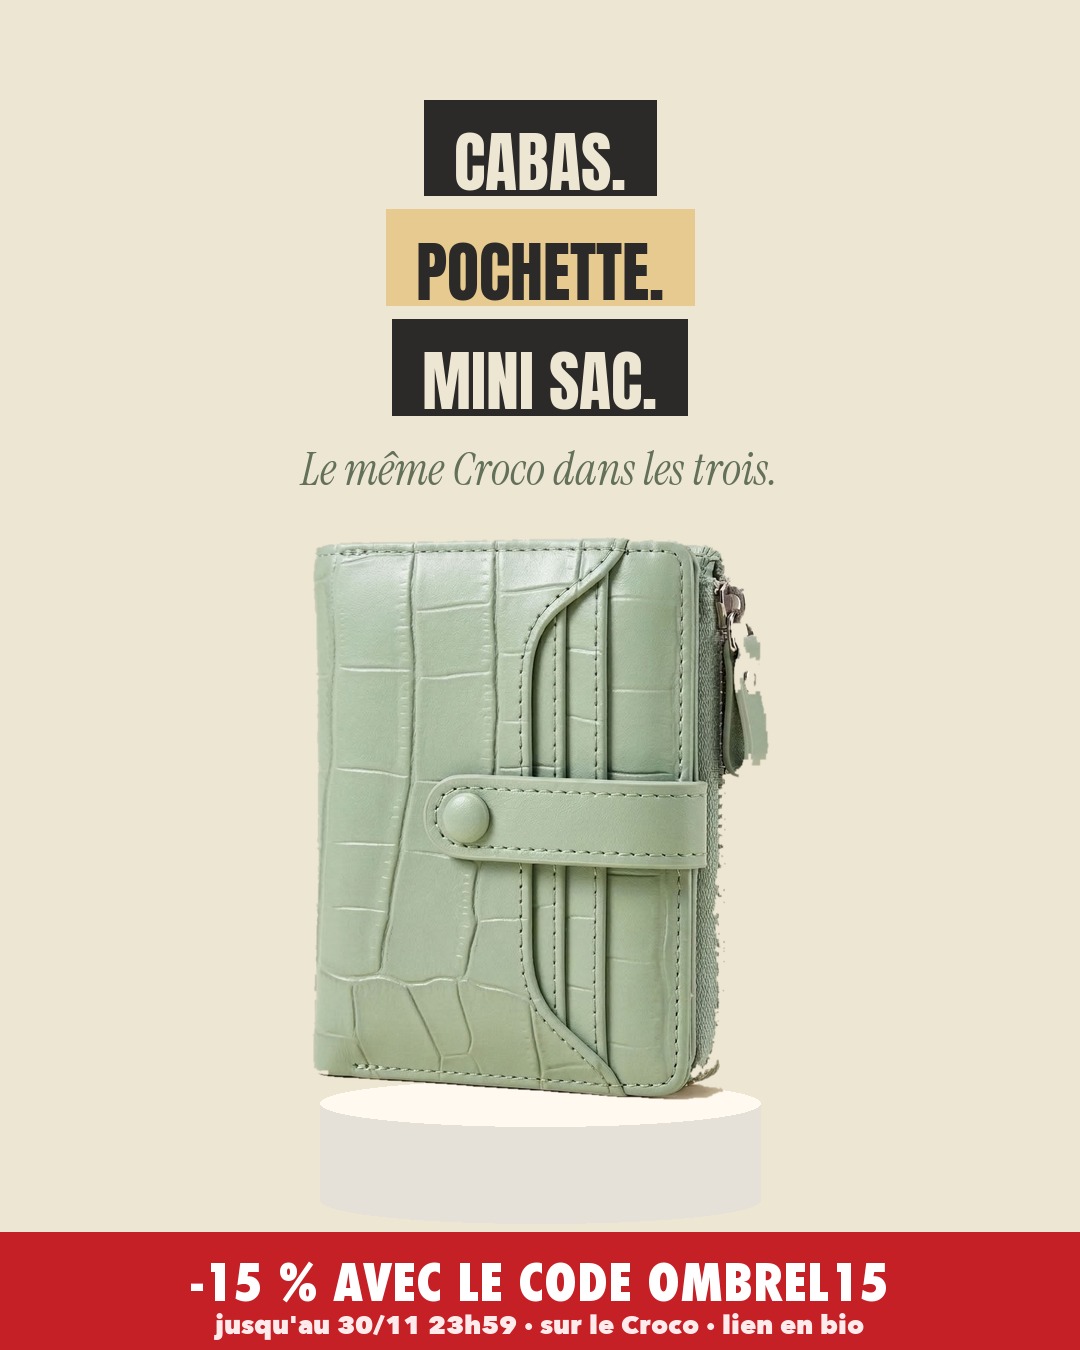 CABAS.
POCHETTE.
MINI SAC.
Le même Croco dans les trois.
-15 % AVEC LE CODE OMBREL15
jusqu'au 30/11 23h59 · sur le Croco · lien en bio